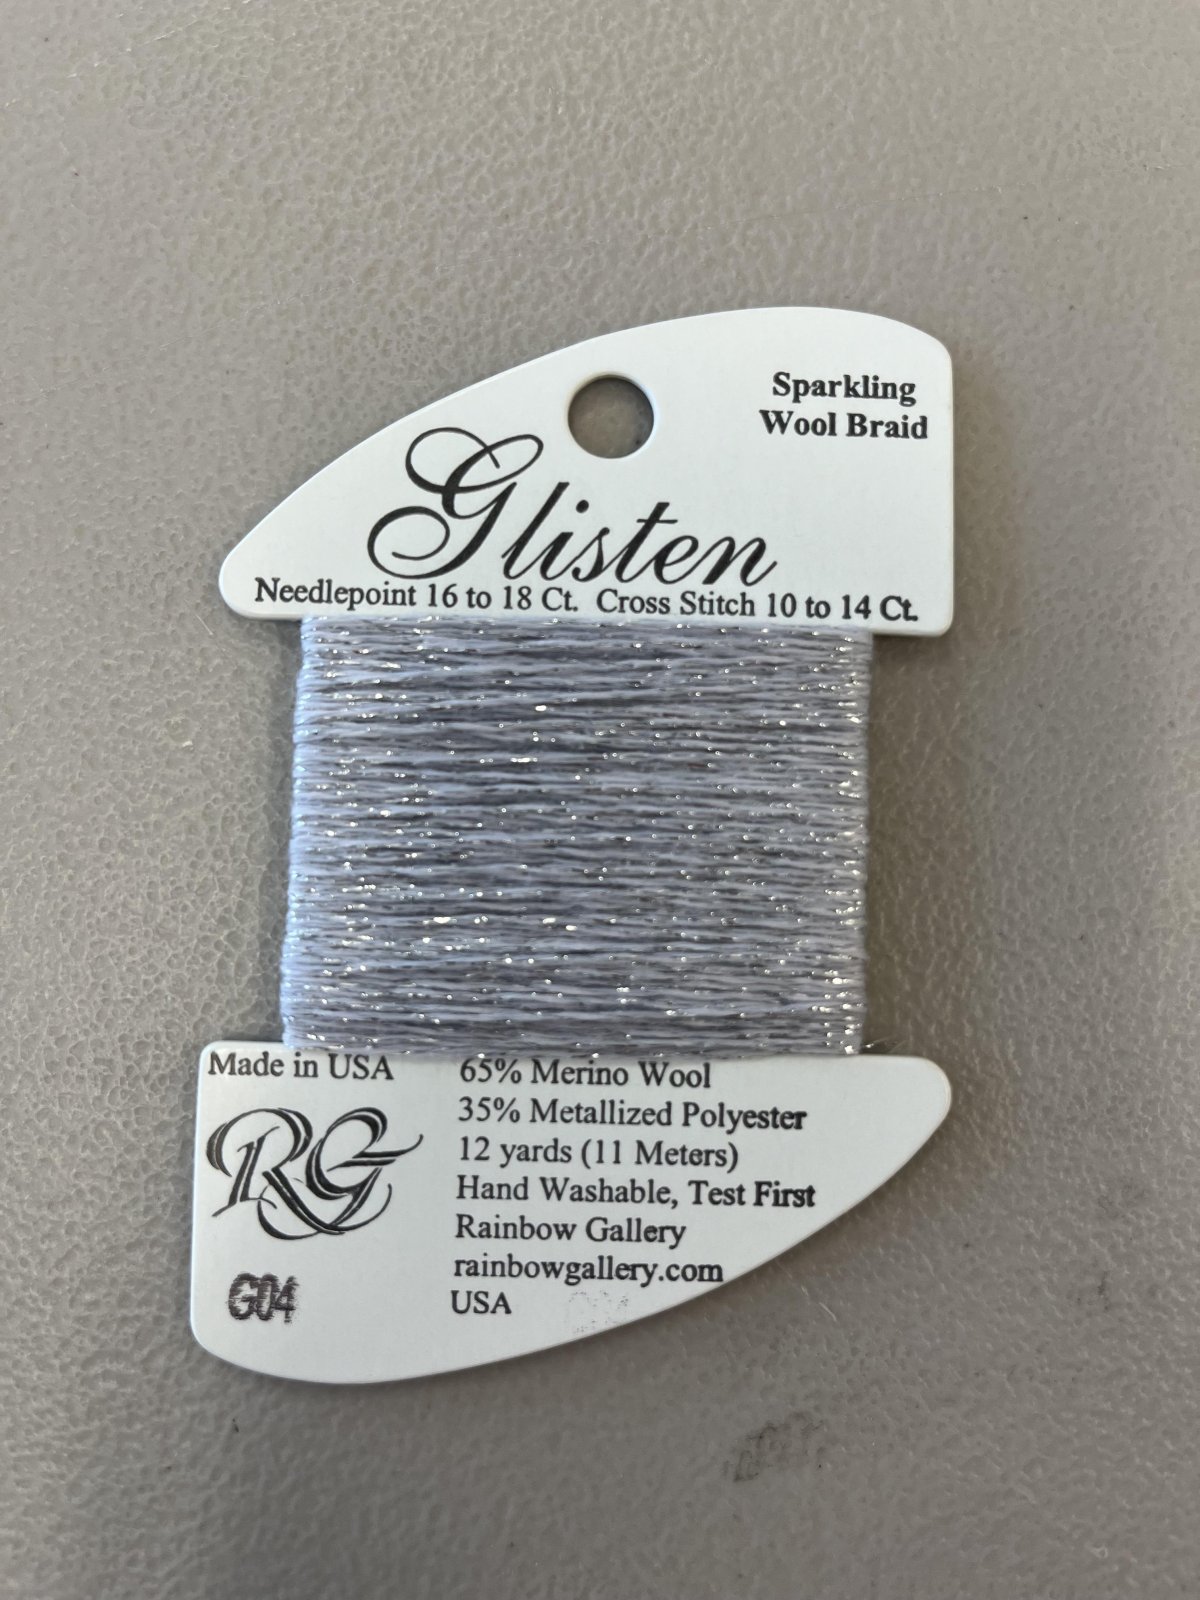 Sparkling
Wool Braid
Glisten
Needlepoint 16 to 18 Ct. Cross Stitch 10 to 14 Ct.
Made in USA
RG
G04
65% Merino Wool
35% Metallized Polyester
12 yards (11 Meters)
Hand Washable, Test First
Rainbow Gallery
rainbowgallery.com
USA